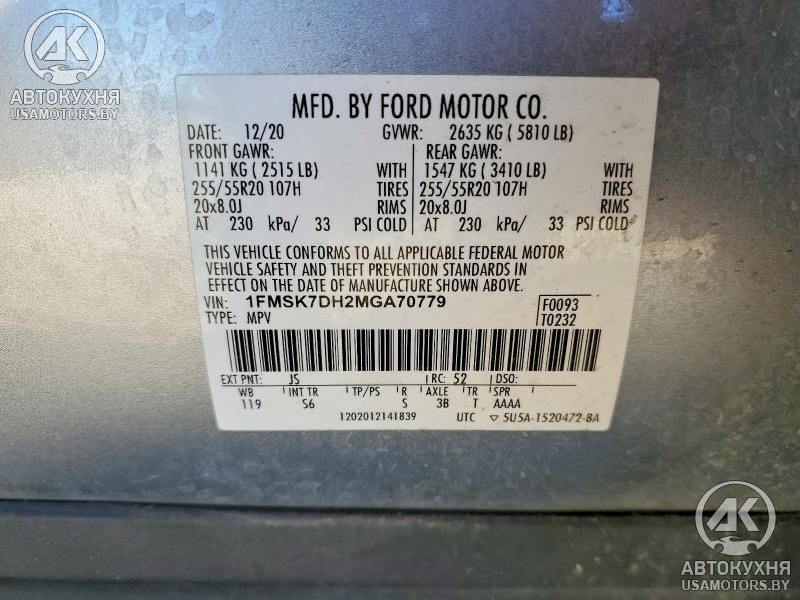 AK
АВТОКУХНЯ
USAMOTORS.BY
MFD. BY FORD MOTOR CO.
DATE: 12/20 GVWR: 2635 KG ( 5810 LB)
FRONT GAWR: REAR GAWR:
1141 KG ( 2515 LB) WITH 1547 KG ( 3410 LB) WITH
255/55R20 107H TIRES 255/55R20 107H TIRES
20x8.0J RIMS 20x8.0J RIMS
AT 230 kPa/ 33 PSI COLD AT 230 kPa/ 33 PSI COLD
THIS VEHICLE CONFORMS TO ALL APPLICABLE FEDERAL MOTOR
VEHICLE SAFETY AND THEFT PREVENTION STANDARDS IN
EFFECT ON THE DATE OF MANUFACTURE SHOWN ABOVE.
VIN: 1FMSK7DH2MGA70779 F0093
TYPE: MPV T0232
EXT PNT: JS RC: 52 DSO:
WB INT TR TP/PS R AXLE TR SPR
119 S6 S 3B T AAAA
1202012141839 UTC ▽ 5U5A-1520472-BA
AK
АВТОКУХНЯ
USAMOTORS.BY